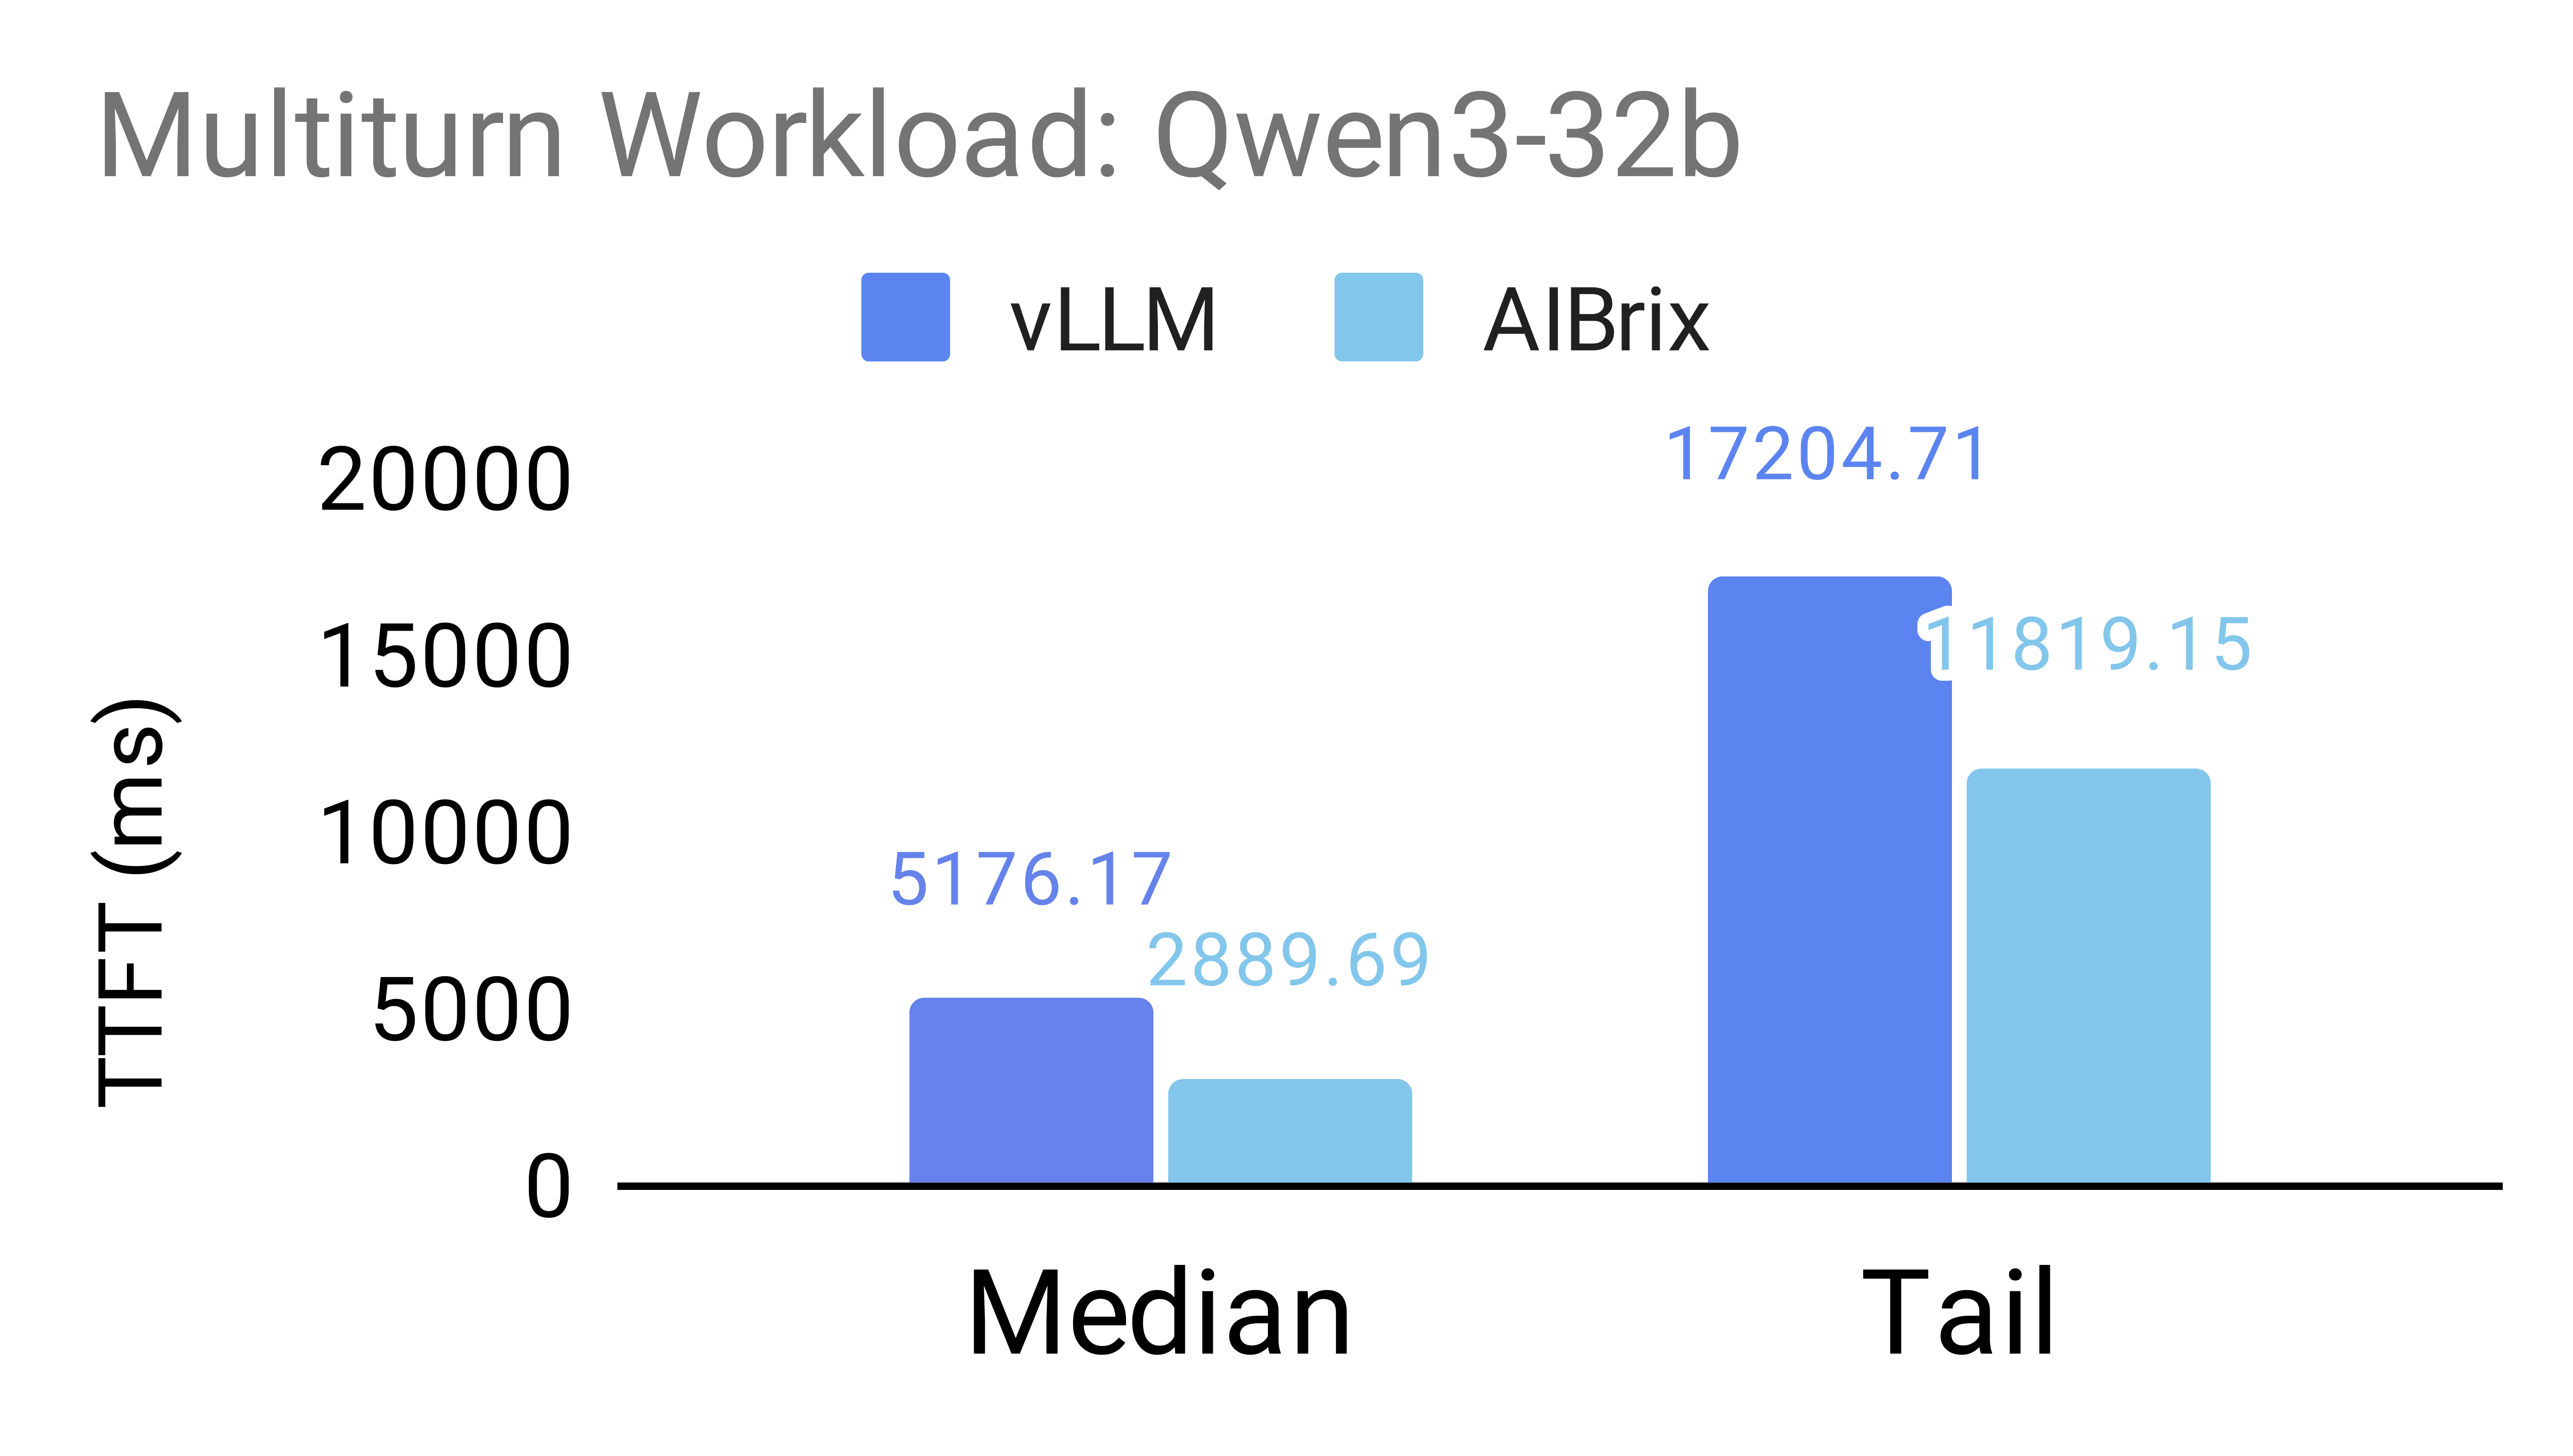 Multiturn Workload: Qwen3-32b
vLLM AIBrix
TTFT (ms)
20000
15000
10000
5000
0
5176.17
2889.69
17204.71
11819.15
Median Tail